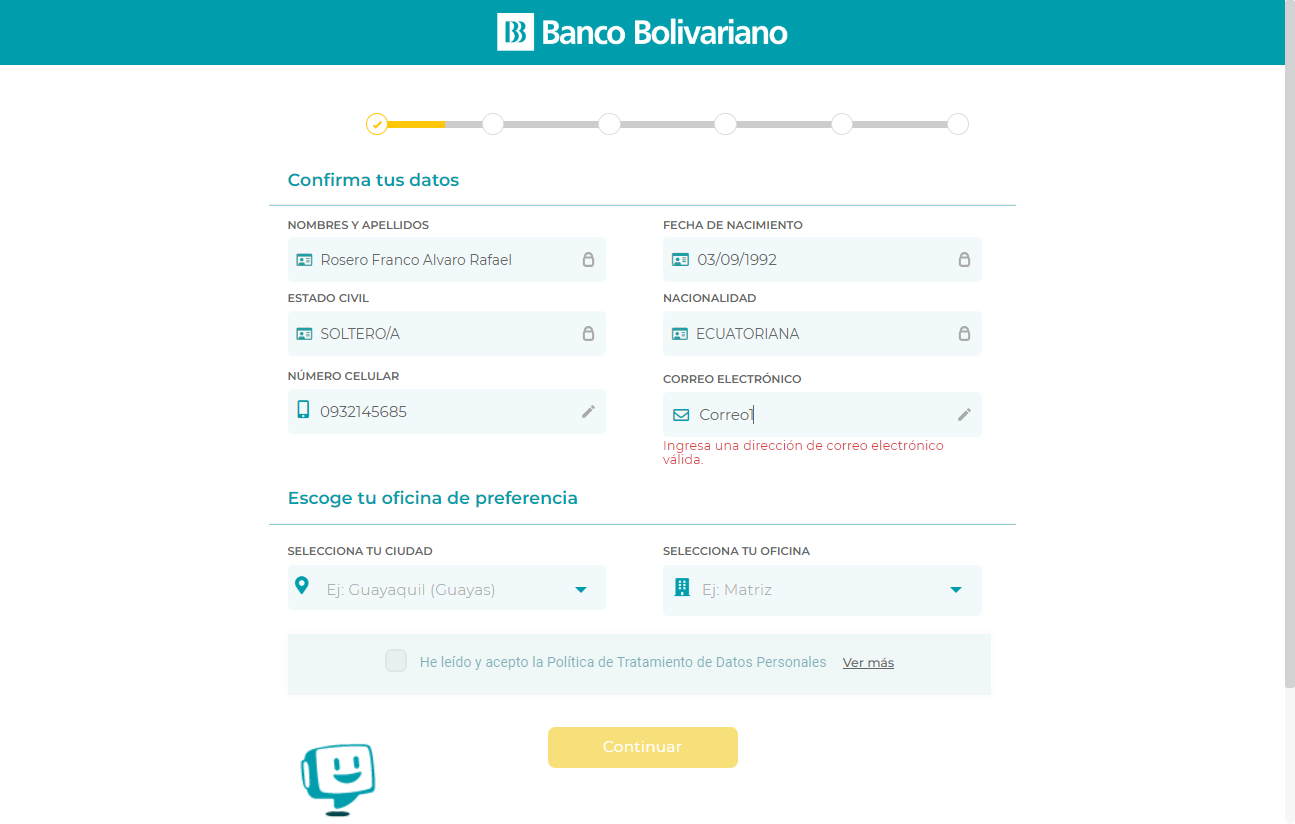 Banco Bolivariano
Confirma tus datos
NOMBRES Y APELLIDOS
Rosero Franco Alvaro Rafael
FECHA DE NACIMIENTO
03/09/1992
ESTADO CIVIL
SOLTERO/A
NACIONALIDAD
ECUATORIANA
NÚMERO CELULAR
0932145685
CORREO ELECTRÓNICO
Correo1
Ingresa una dirección de correo electrónico
válida.
Escoge tu oficina de preferencia
SELECCIONA TU CIUDAD
Ej: Guayaquil (Guayas)
SELECCIONA TU OFICINA
Ej: Matriz
He leído y acepto la Política de Tratamiento de Datos Personales Ver más
Continuar